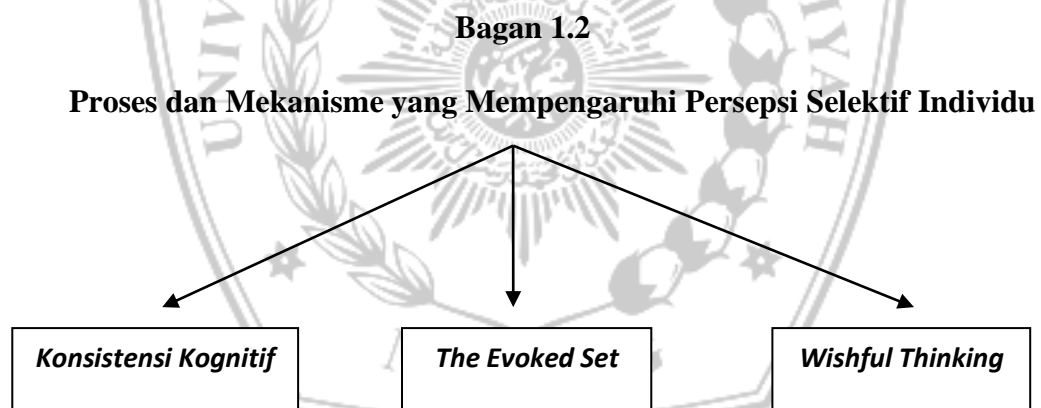 Bagan 1.2
Proses dan Mekanisme yang Mempengaruhi Persepsi Selektif Individu
Konsistensi Kognitif
The Evoked Set
Wishful Thinking